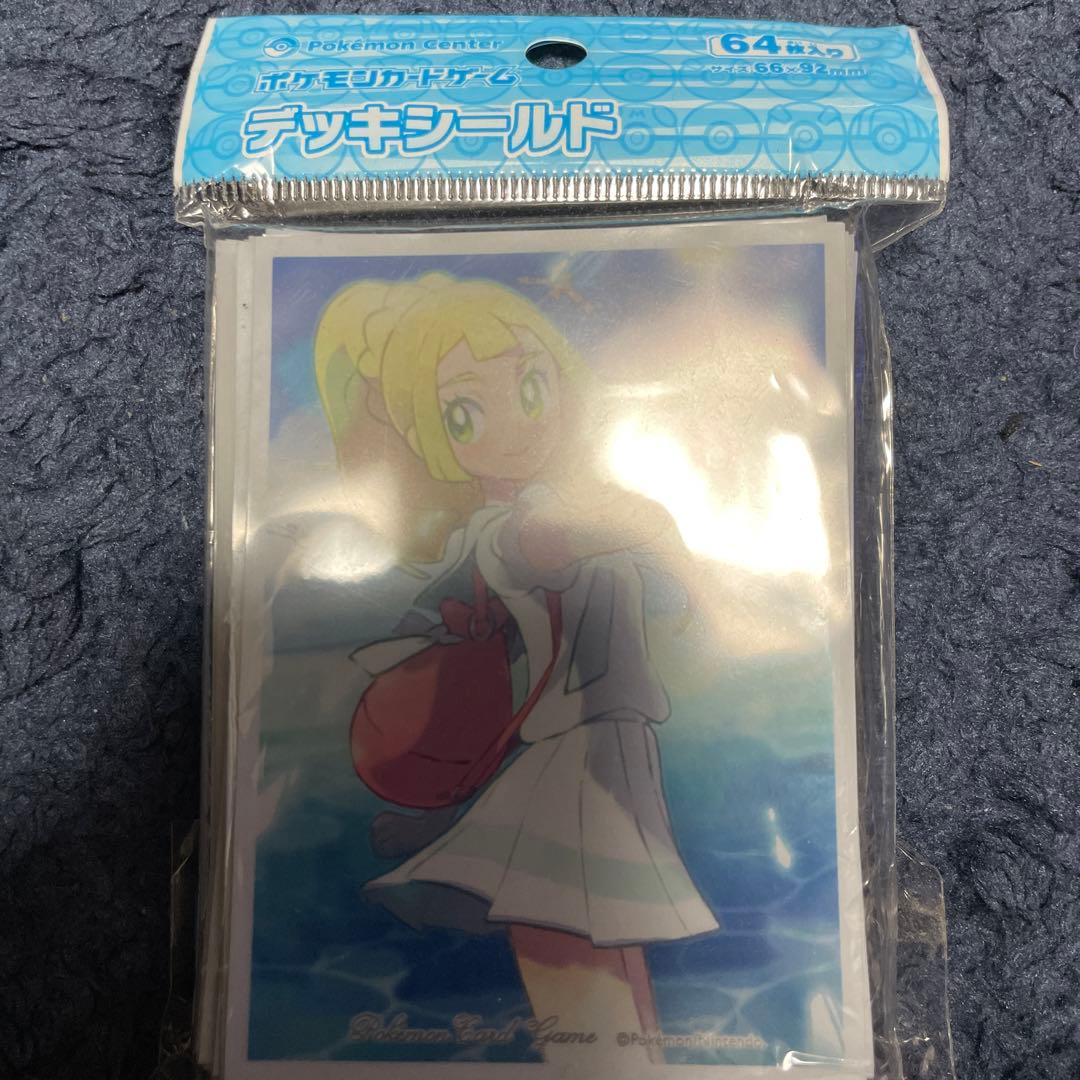 Pokémon Center
64枚入り
ポケモンカードゲーム
サイズ 66×92mm
デッキシールド
Pokémon Card Game ©Pokémon/Nintendo